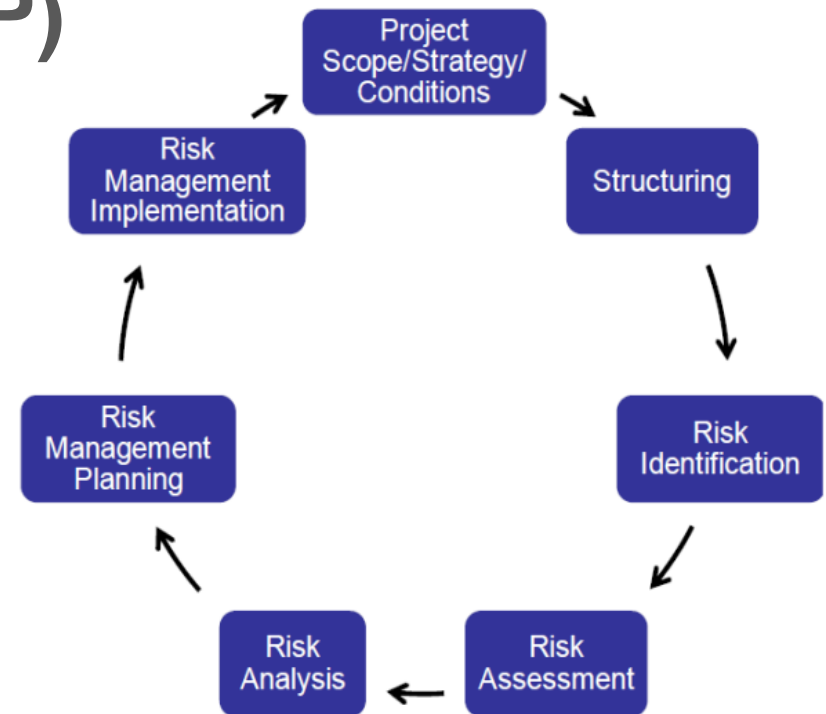 )
Project
Scope/Strategy/
Conditions
Structuring
Risk
Identification
Risk
Assessment
Risk
Analysis
Risk
Management
Planning
Risk
Management
Implementation